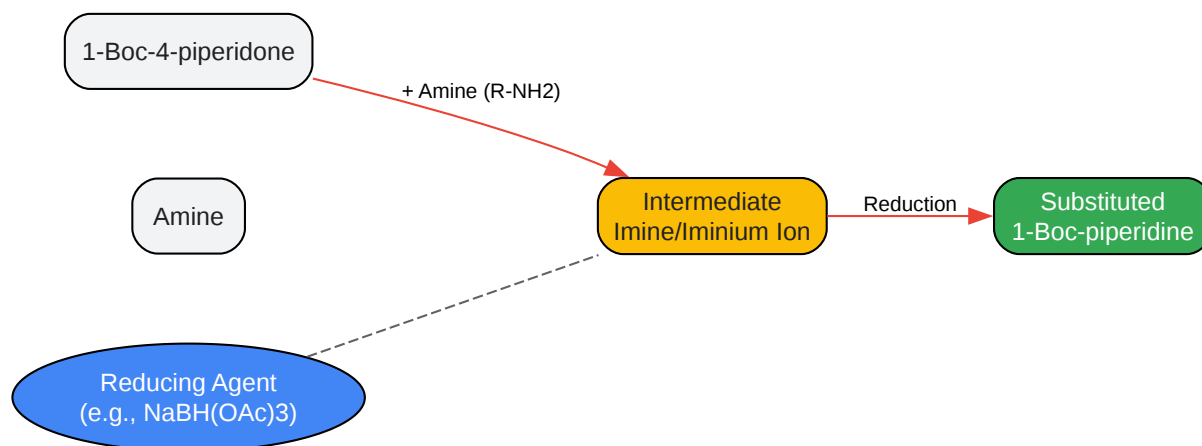 1-Boc-4-piperidone
+ Amine (R-NH2)
Amine
Intermediate
Imine/Iminium Ion
Reduction
Substituted
1-Boc-piperidine
Reducing Agent
(e.g., NaBH(OAc)3)